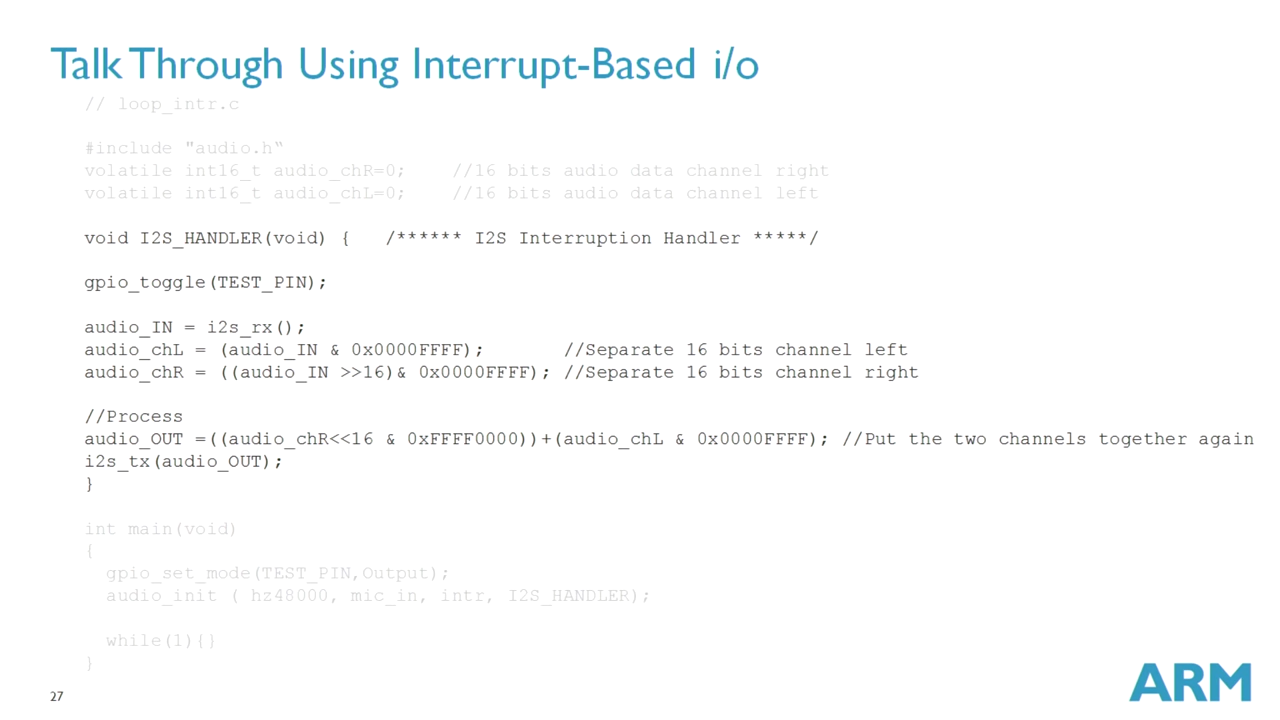 Talk Through Using Interrupt-Based i/o
// loop_intr.c
#include "audio.h“
volatile int16_t audio_chR=0;    //16 bits audio data channel right
volatile int16_t audio_chL=0;    //16 bits audio data channel left
void I2S_HANDLER(void) {   /****** I2S Interruption Handler *****/
gpio_toggle(TEST_PIN);
audio_IN = i2s_rx();
audio_chL = (audio_IN & 0x0000FFFF);       //Separate 16 bits channel left
audio_chR = ((audio_IN >>16)& 0x0000FFFF); //Separate 16 bits channel right
//Process
audio_OUT =((audio_chR<<16 & 0xFFFF0000))+(audio_chL & 0x0000FFFF); //Put the two channels together again
i2s_tx(audio_OUT);
}
int main(void)
{
  gpio_set_mode(TEST_PIN,Output);
  audio_init ( hz48000, mic_in, intr, I2S_HANDLER);
  while(1){}
}
27
ARM